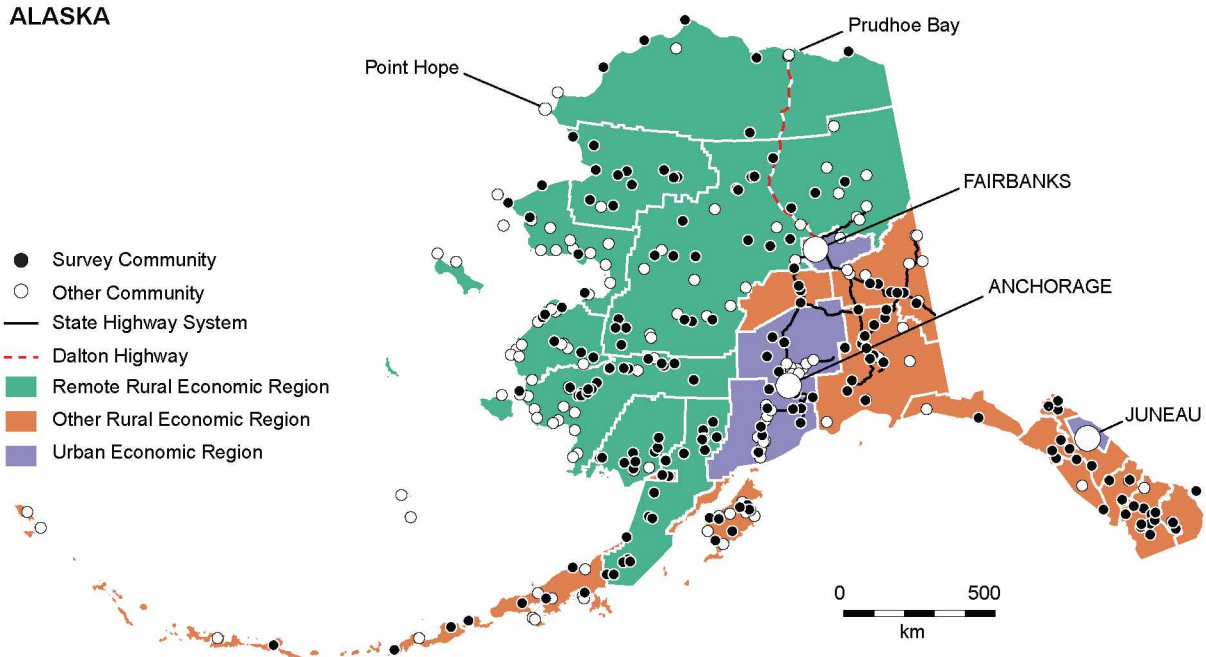 ALASKA
Prudhoe Bay
Point Hope
FAIRBANKS
Survey Community
Other Community
ANCHORAGE
State Highway System
Dalton Highway
Remote Rural Economic Region
Other Rural Economic Region
JUNEAU
Urban Economic Region
0 500
km